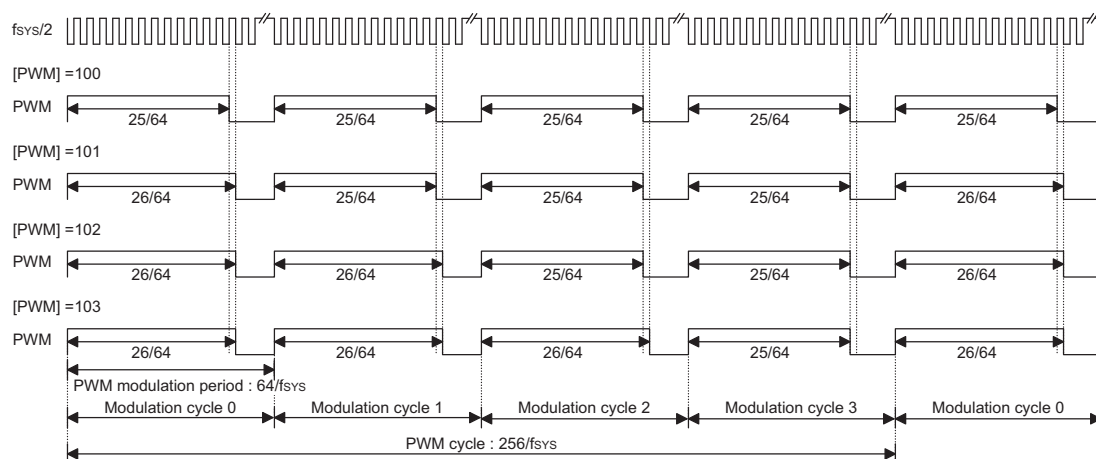 fSYS/2
[PWM] =100
PWM
25/64 25/64 25/64 25/64 25/64
[PWM] =101
PWM
26/64 25/64 25/64 25/64 26/64
[PWM] =102
PWM
26/64 26/64 25/64 25/64 26/64
[PWM] =103
PWM
26/64 26/64 26/64 25/64 26/64
PWM modulation period : 64/fSYS
Modulation cycle 0 Modulation cycle 1 Modulation cycle 2 Modulation cycle 3 Modulation cycle 0
PWM cycle : 256/fSYS